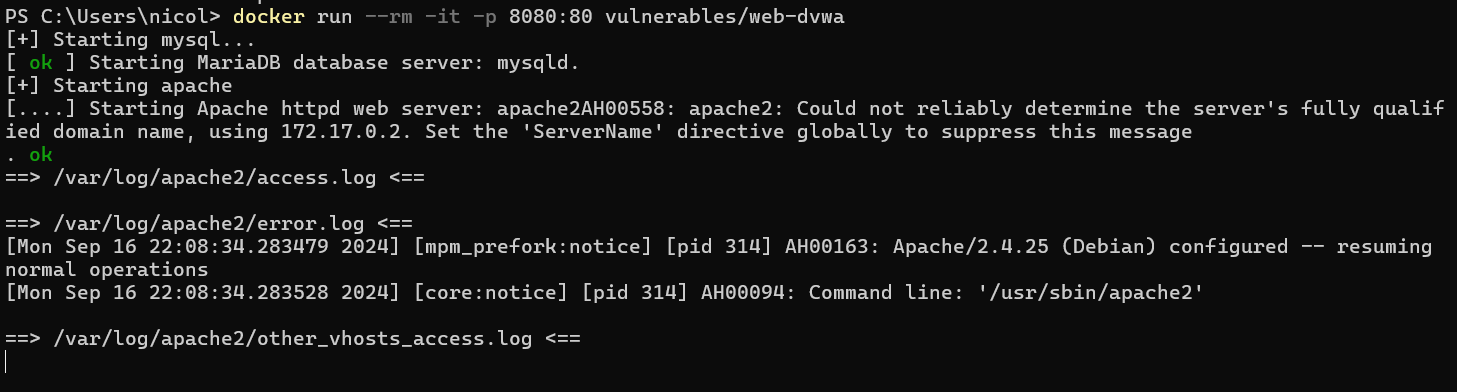 PS C:\Users\nicol> docker run --rm -it -p 8080:80 vulnerables/web-dvwa
[+] Starting mysql...
[ ok ] Starting MariaDB database server: mysqld.
[+] Starting apache
[....] Starting Apache httpd web server: apache2AH00558: apache2: Could not reliably determine the server's fully qualif
ied domain name, using 172.17.0.2. Set the 'ServerName' directive globally to suppress this message
. ok
==> /var/log/apache2/access.log <==

==> /var/log/apache2/error.log <==
[Mon Sep 16 22:08:34.283479 2024] [mpm_prefork:notice] [pid 314] AH00163: Apache/2.4.25 (Debian) configured -- resuming
normal operations
[Mon Sep 16 22:08:34.283528 2024] [core:notice] [pid 314] AH00094: Command line: '/usr/sbin/apache2'

==> /var/log/apache2/other_vhosts_access.log <==